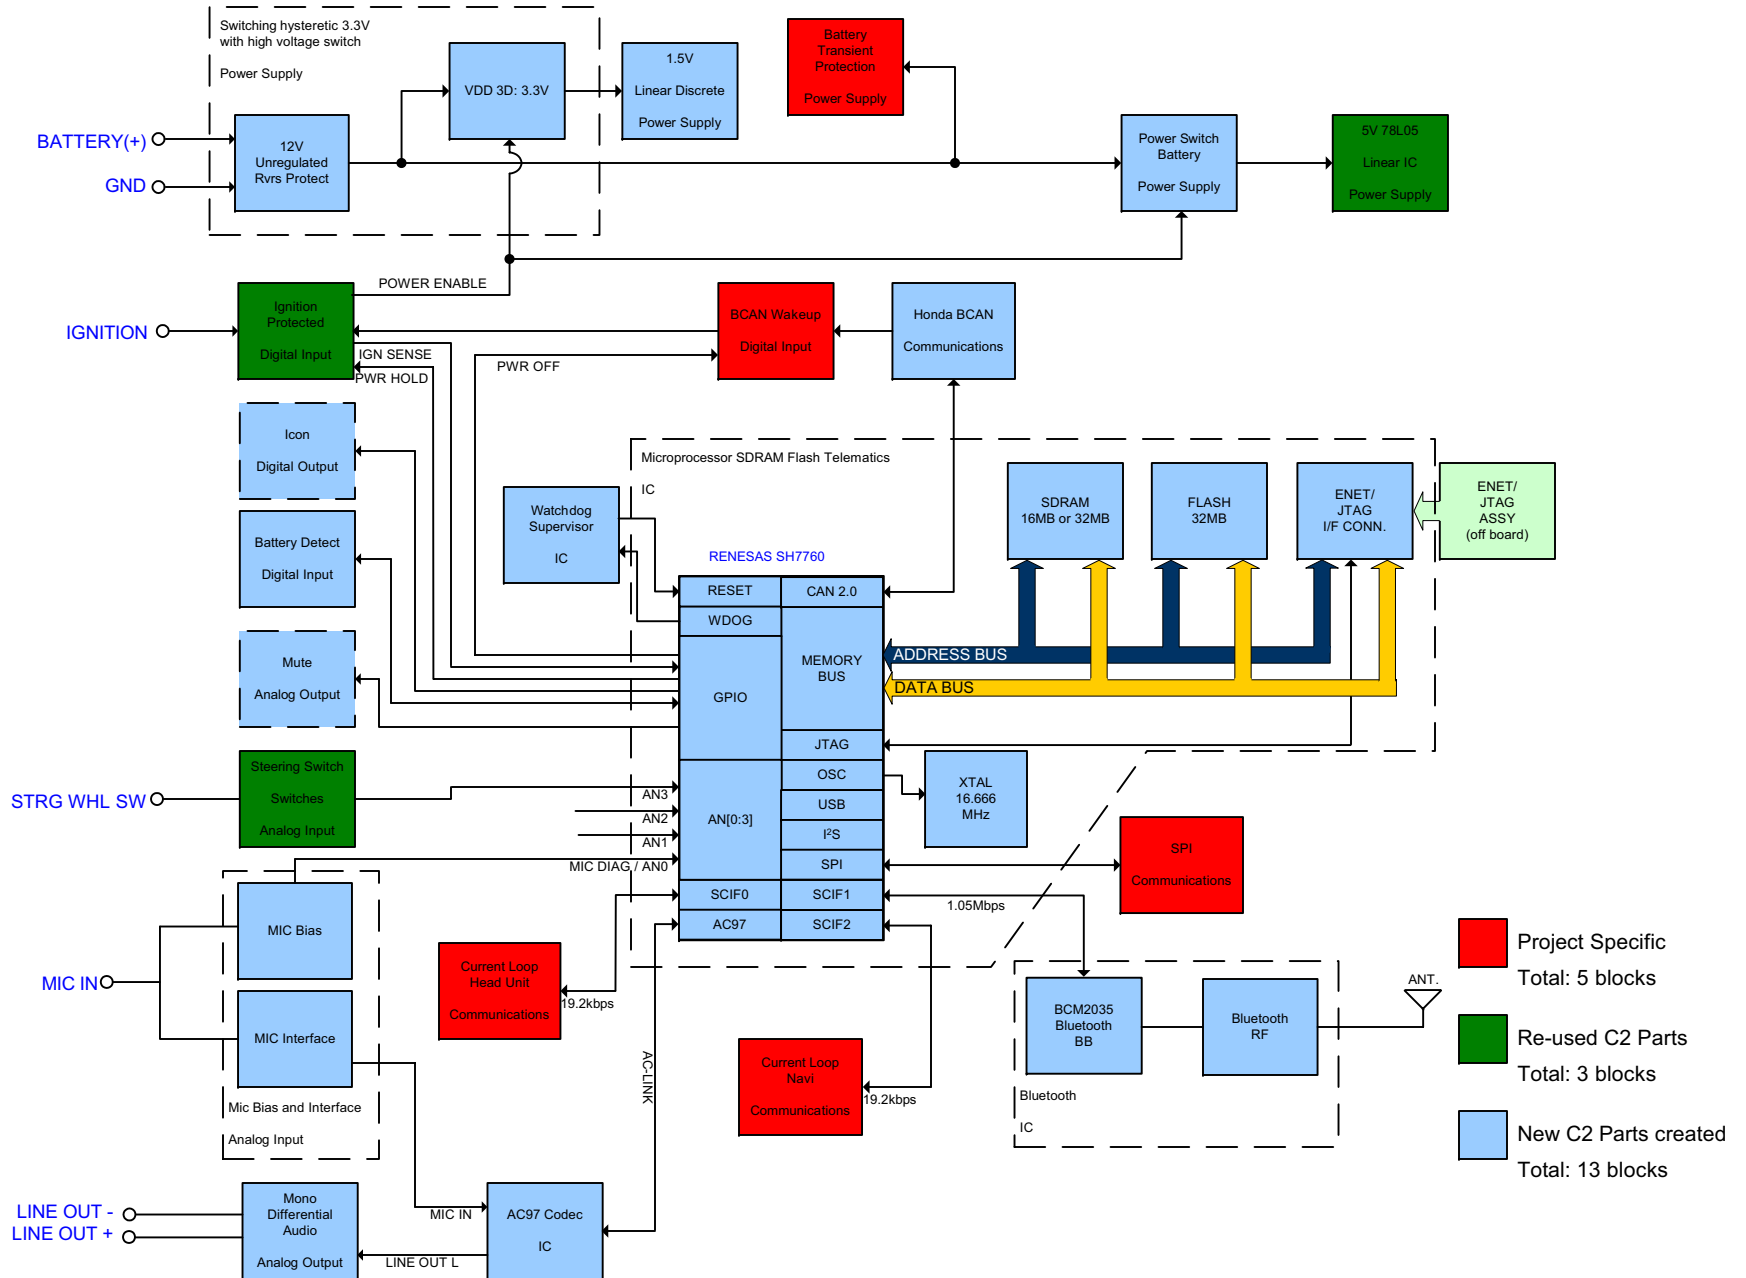 Switching hysteretic 3.3V
with high voltage switch
Power Supply
VDD 3D: 3.3V
1.5V
Linear Discrete
Power Supply
Battery
Transient
Protection
Power Supply
BATTERY(+)
GND
12V
Unregulated
Rvrs Protect
Power Switch
Battery
Power Supply
5V 78L05
Linear IC
Power Supply
POWER ENABLE
IGNITION
Ignition
Protected
Digital Input
IGN SENSE
PWR HOLD
PWR OFF
BCAN Wakeup
Digital Input
Honda BCAN
Communications
Icon
Digital Output
Battery Detect
Digital Input
Mute
Analog Output
Watchdog
Supervisor
IC
Microprocessor SDRAM Flash Telematics
IC
RENESAS SH7760
SDRAM
16MB or 32MB
FLASH
32MB
ENET/
JTAG
I/F CONN.
ENET/
JTAG
ASSY
(off board)
RESET
CAN 2.0
WDOG
MEMORY
BUS
GPIO
ADDRESS BUS
DATA BUS
JTAG
OSC
USB
I²S
SPI
AN[0:3]
SCIF0
SCIF1
AC97
SCIF2
XTAL
16.666
MHz
STRG WHL SW
Steering Switch
Switches
Analog Input
AN3
AN2
AN1
MIC DIAG / AN0
SPI
Communications
1.05Mbps
MIC IN
MIC Bias
MIC Interface
Mic Bias and Interface
Analog Input
Current Loop
Head Unit
Communications
19.2kbps
AC-LINK
Current Loop
Navi
Communications
19.2kbps
BCM2035
Bluetooth
BB
Bluetooth
RF
Bluetooth
IC
ANT.
Project Specific
Total: 5 blocks
Re-used C2 Parts
Total: 3 blocks
New C2 Parts created
Total: 13 blocks
LINE OUT -
LINE OUT +
Mono
Differential
Audio
Analog Output
MIC IN
LINE OUT L
AC97 Codec
IC